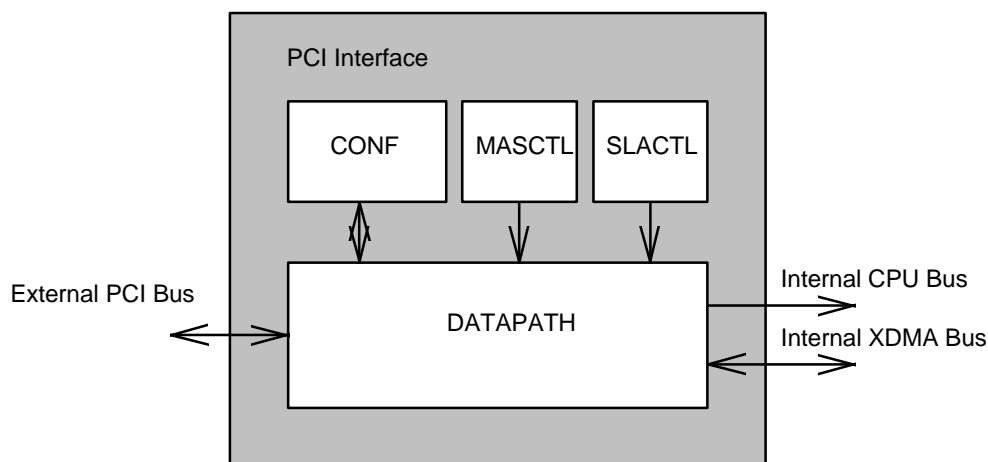 PCI Interface
CONF
MASCTL
SLACTL
External PCI Bus
DATAPATH
Internal CPU Bus
Internal XDMA Bus